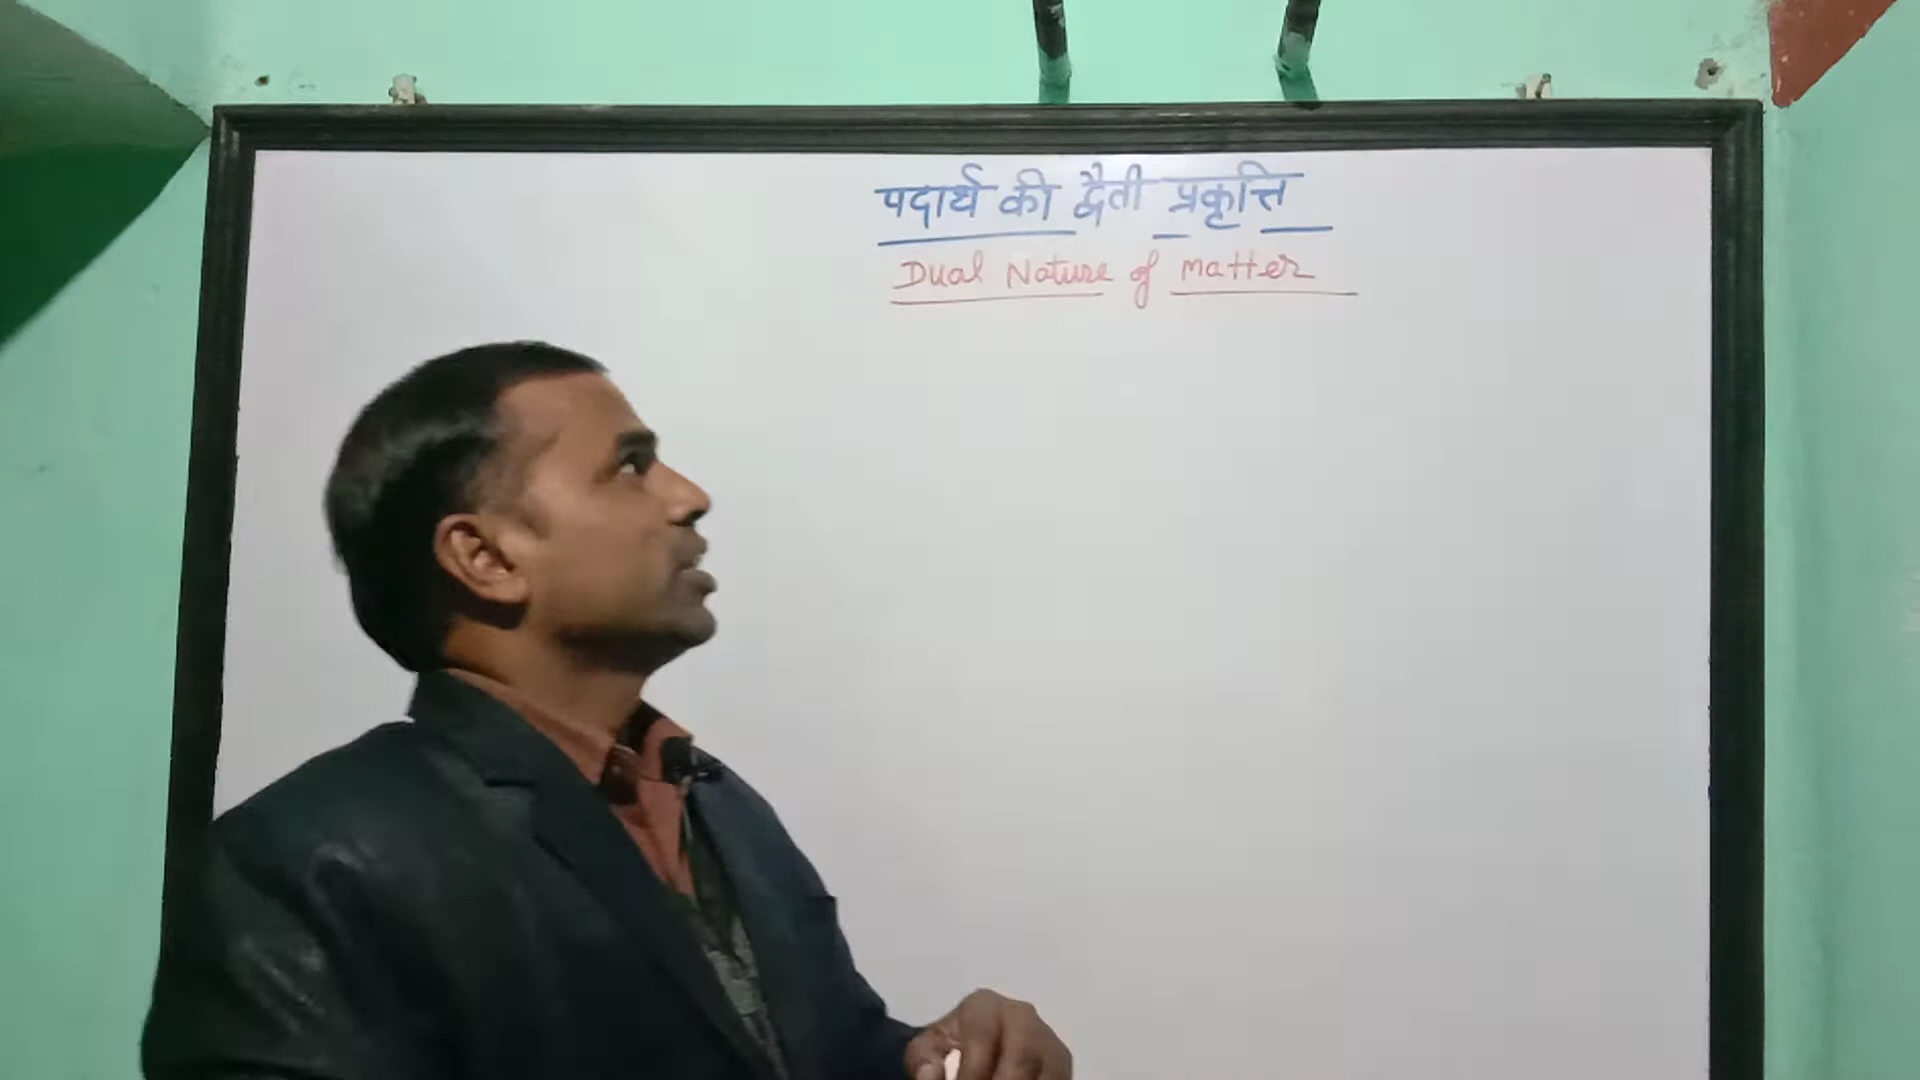 पदार्थ की द्वैती प्रकृत्ति
Dual Nature of matter